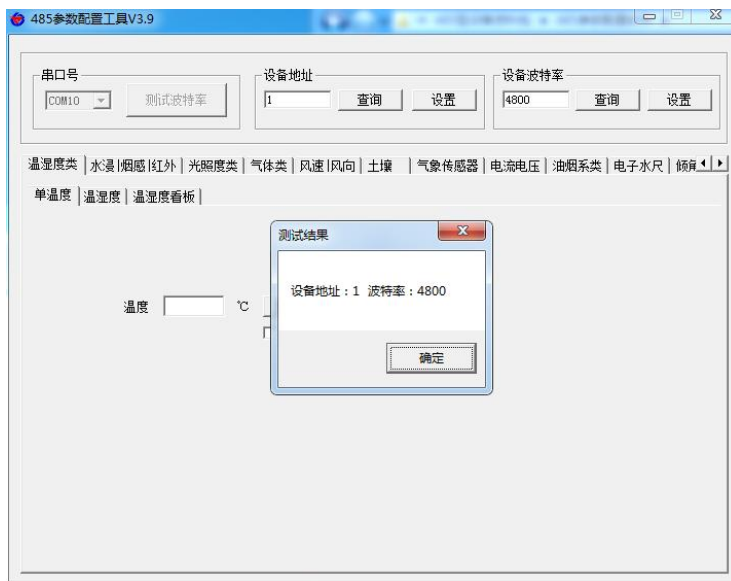 485参数配置工具V3.9
串口号
设备地址
设备波特率
COM10
测试波特率
1
查询
设置
4800
查询
设置
温湿度类 水浸|烟感|红外 光照度类 气体类 风速|风向 土壤 气象传感器 电流电压 油烟系类 电子水尺
单温度 温湿度 温湿度看板
测试结果
设备地址：1 波特率：4800
温度
℃
确定